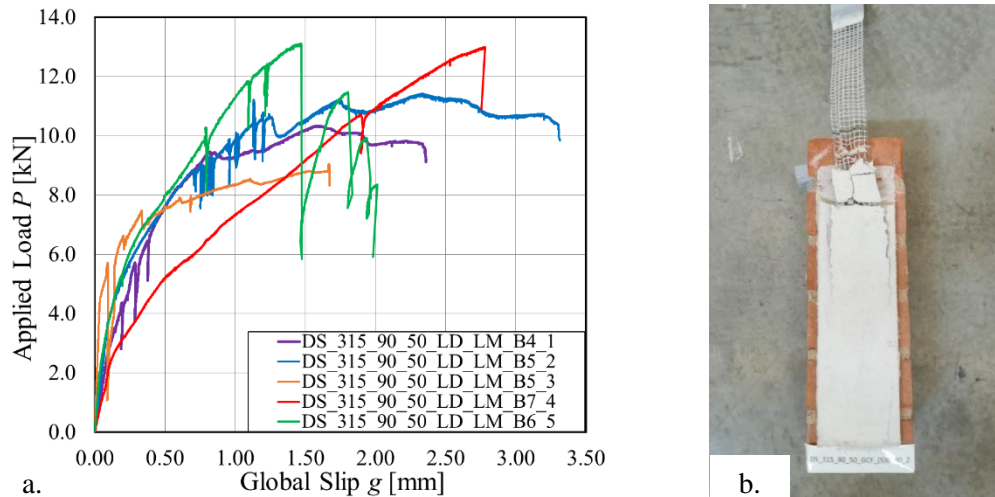 14.0
12.0
10.0
8.0
6.0
4.0
2.0
0.0
Applied Load P [kN]
DS_315_90_50_LD_LM_B4_1
DS_315_90_50_LD_LM_B5_2
DS_315_90_50_LD_LM_B5_3
DS_315_90_50_LD_LM_B7_4
DS_315_90_50_LD_LM_B6_5
0.00 0.50 1.00 1.50 2.00 2.50 3.00 3.50
Global Slip g [mm]
a.
DS_315_90_50_GCF
b.